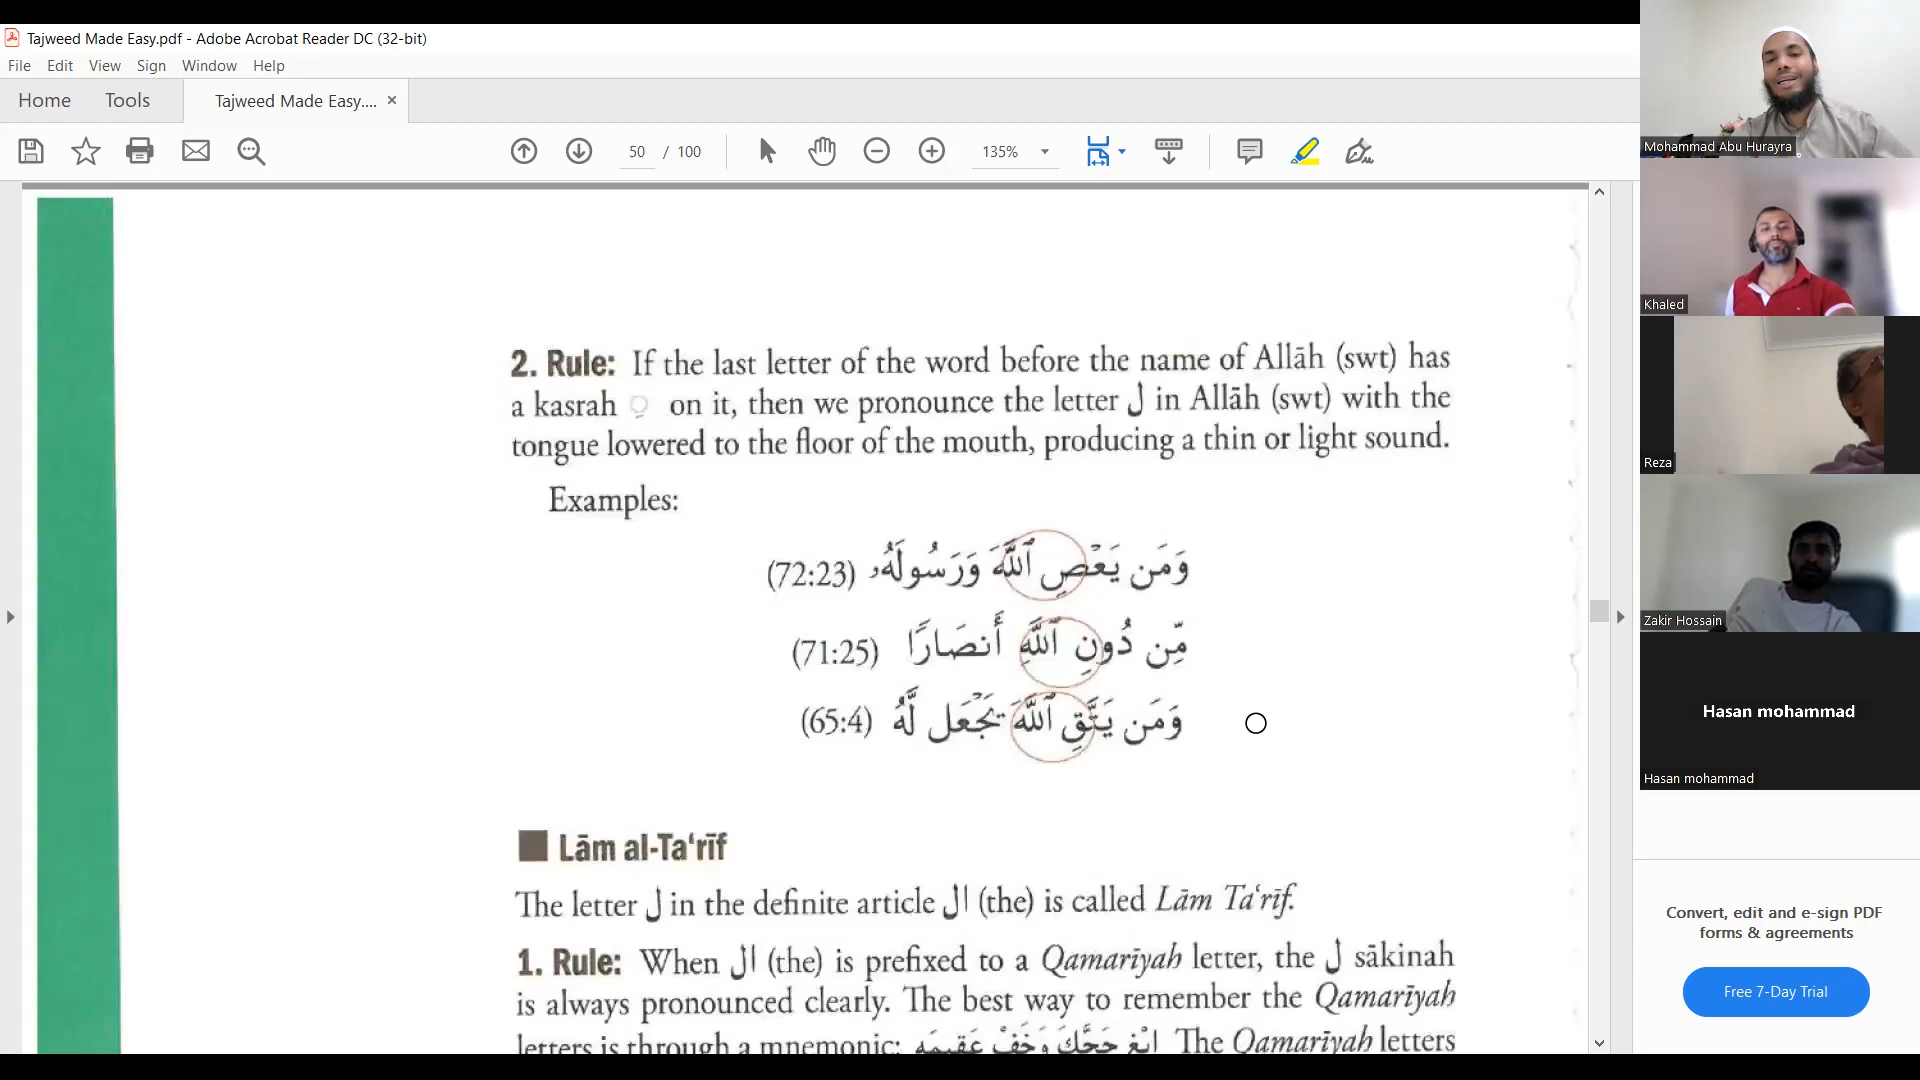 Tajweed Made Easy.pdf - Adobe Acrobat Reader DC (32-bit)
File Edit View Sign Window Help
Home Tools Tajweed Made Easy....
50 / 100 135%
2. Rule: If the last letter of the word before the name of Allāh (swt) has
a kasrah ِ on it, then we pronounce the letter ل in Allāh (swt) with the
tongue lowered to the floor of the mouth, producing a thin or light sound.
Examples:
وَمَن يَعْصِ ٱللَّهَ وَرَسُولَهُۥ (72:23)
مِّن دُونِ ٱللَّهِ أَنصَارًا (71:25)
وَمَن يَتَّقِ ٱللَّهَ يَجْعَل لَّهُ (65:4)
Lām al-Ta‘rīf
The letter ل in the definite article ال (the) is called Lām Ta‘rīf.
1. Rule: When ال (the) is prefixed to a Qamarīyah letter, the ل sākinah
is always pronounced clearly. The best way to remember the Qamarīyah
letters is through a mnemonic: اِبْغِ حَجَّكَ وَخَفْ عَقِيمَه The Qamarīyah letters
Mohammad Abu Hurayra
Khaled
Reza
Zakir Hossain
Hasan mohammad
Hasan mohammad
Convert, edit and e-sign PDF
forms & agreements
Free 7-Day Trial